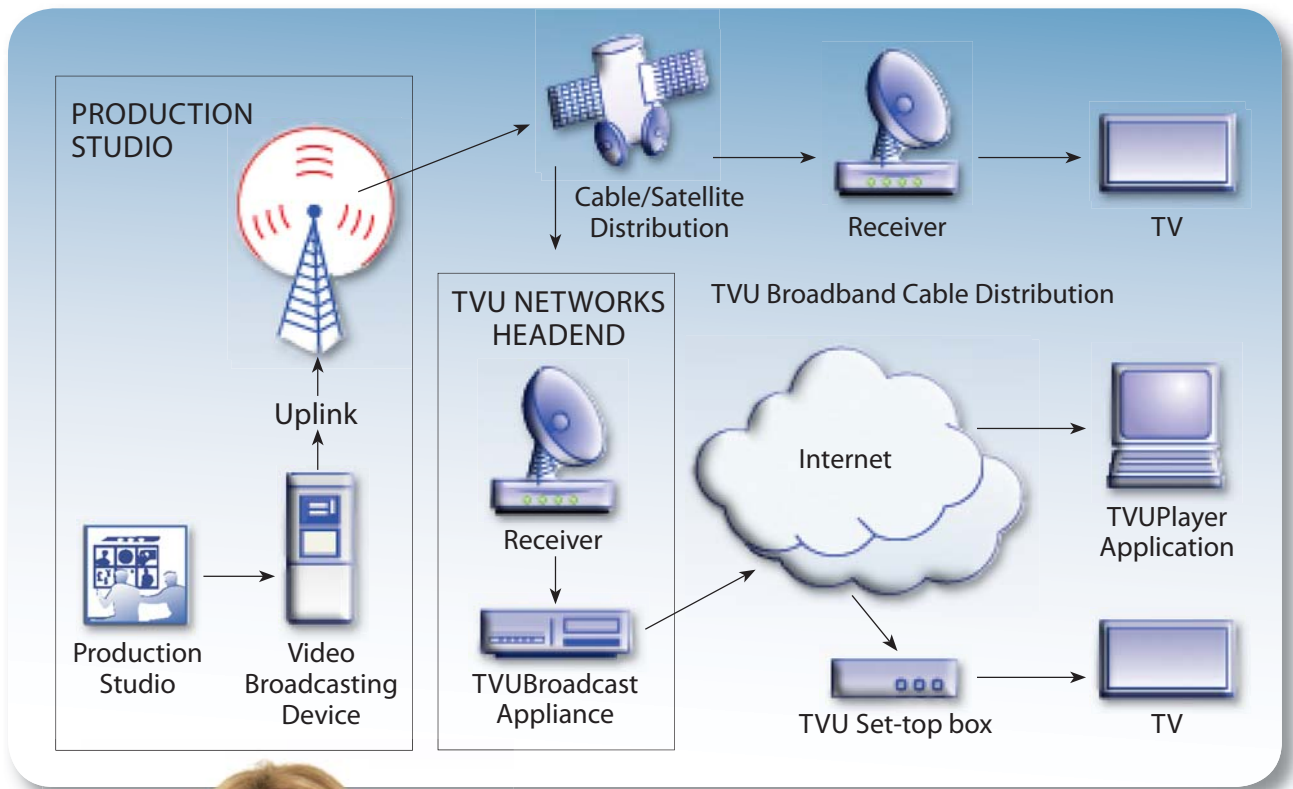 PRODUCTION
STUDIO
Uplink
Production
Studio
Video
Broadcasting
Device
Cable/Satellite
Distribution
Receiver
TV
TVU NETWORKS
HEADEND
Receiver
TVUBroadcast
Appliance
TVU Broadband Cable Distribution
Internet
TVUPlayer
Application
TVU Set-top box
TV